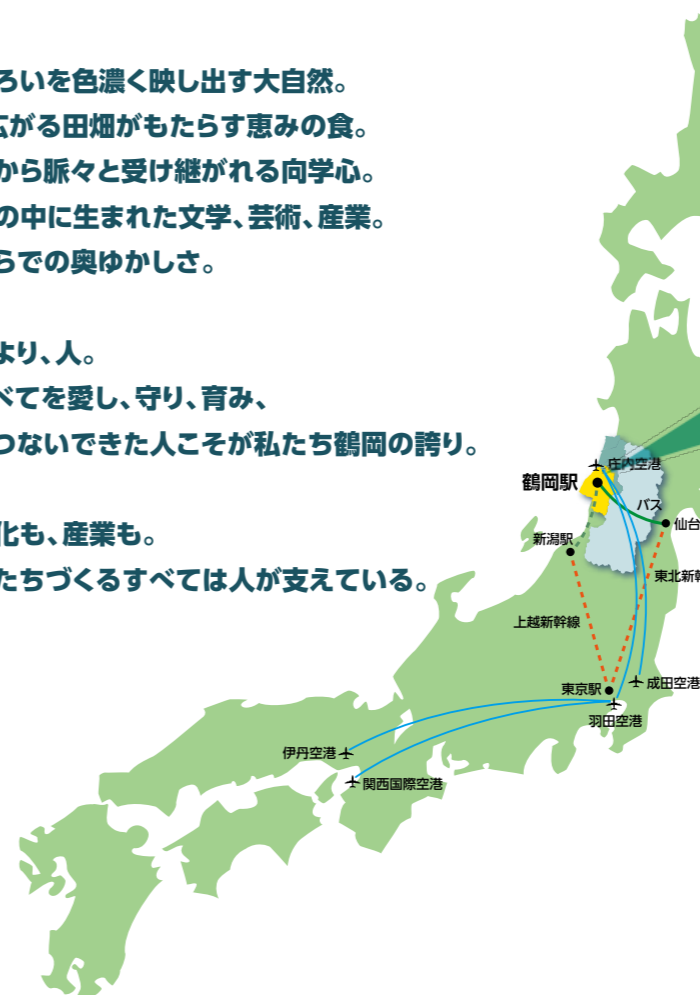 ろいを色濃く映し出す大自然。
広がる田畑がもたらす恵みの食。
から脈々と受け継がれる向学心。
の中に生まれた文学、芸術、産業。
らでの奥ゆかしさ。
より、人。
べてを愛し、守り、育み、
つないできた人こそが私たち鶴岡の誇り。
化も、産業も。
たちづくるすべては人が支えている。
庄内空港
鶴岡駅
バス
仙台
新潟駅
東北新幹
上越新幹線
成田空港
東京駅
羽田空港
伊丹空港
関西国際空港